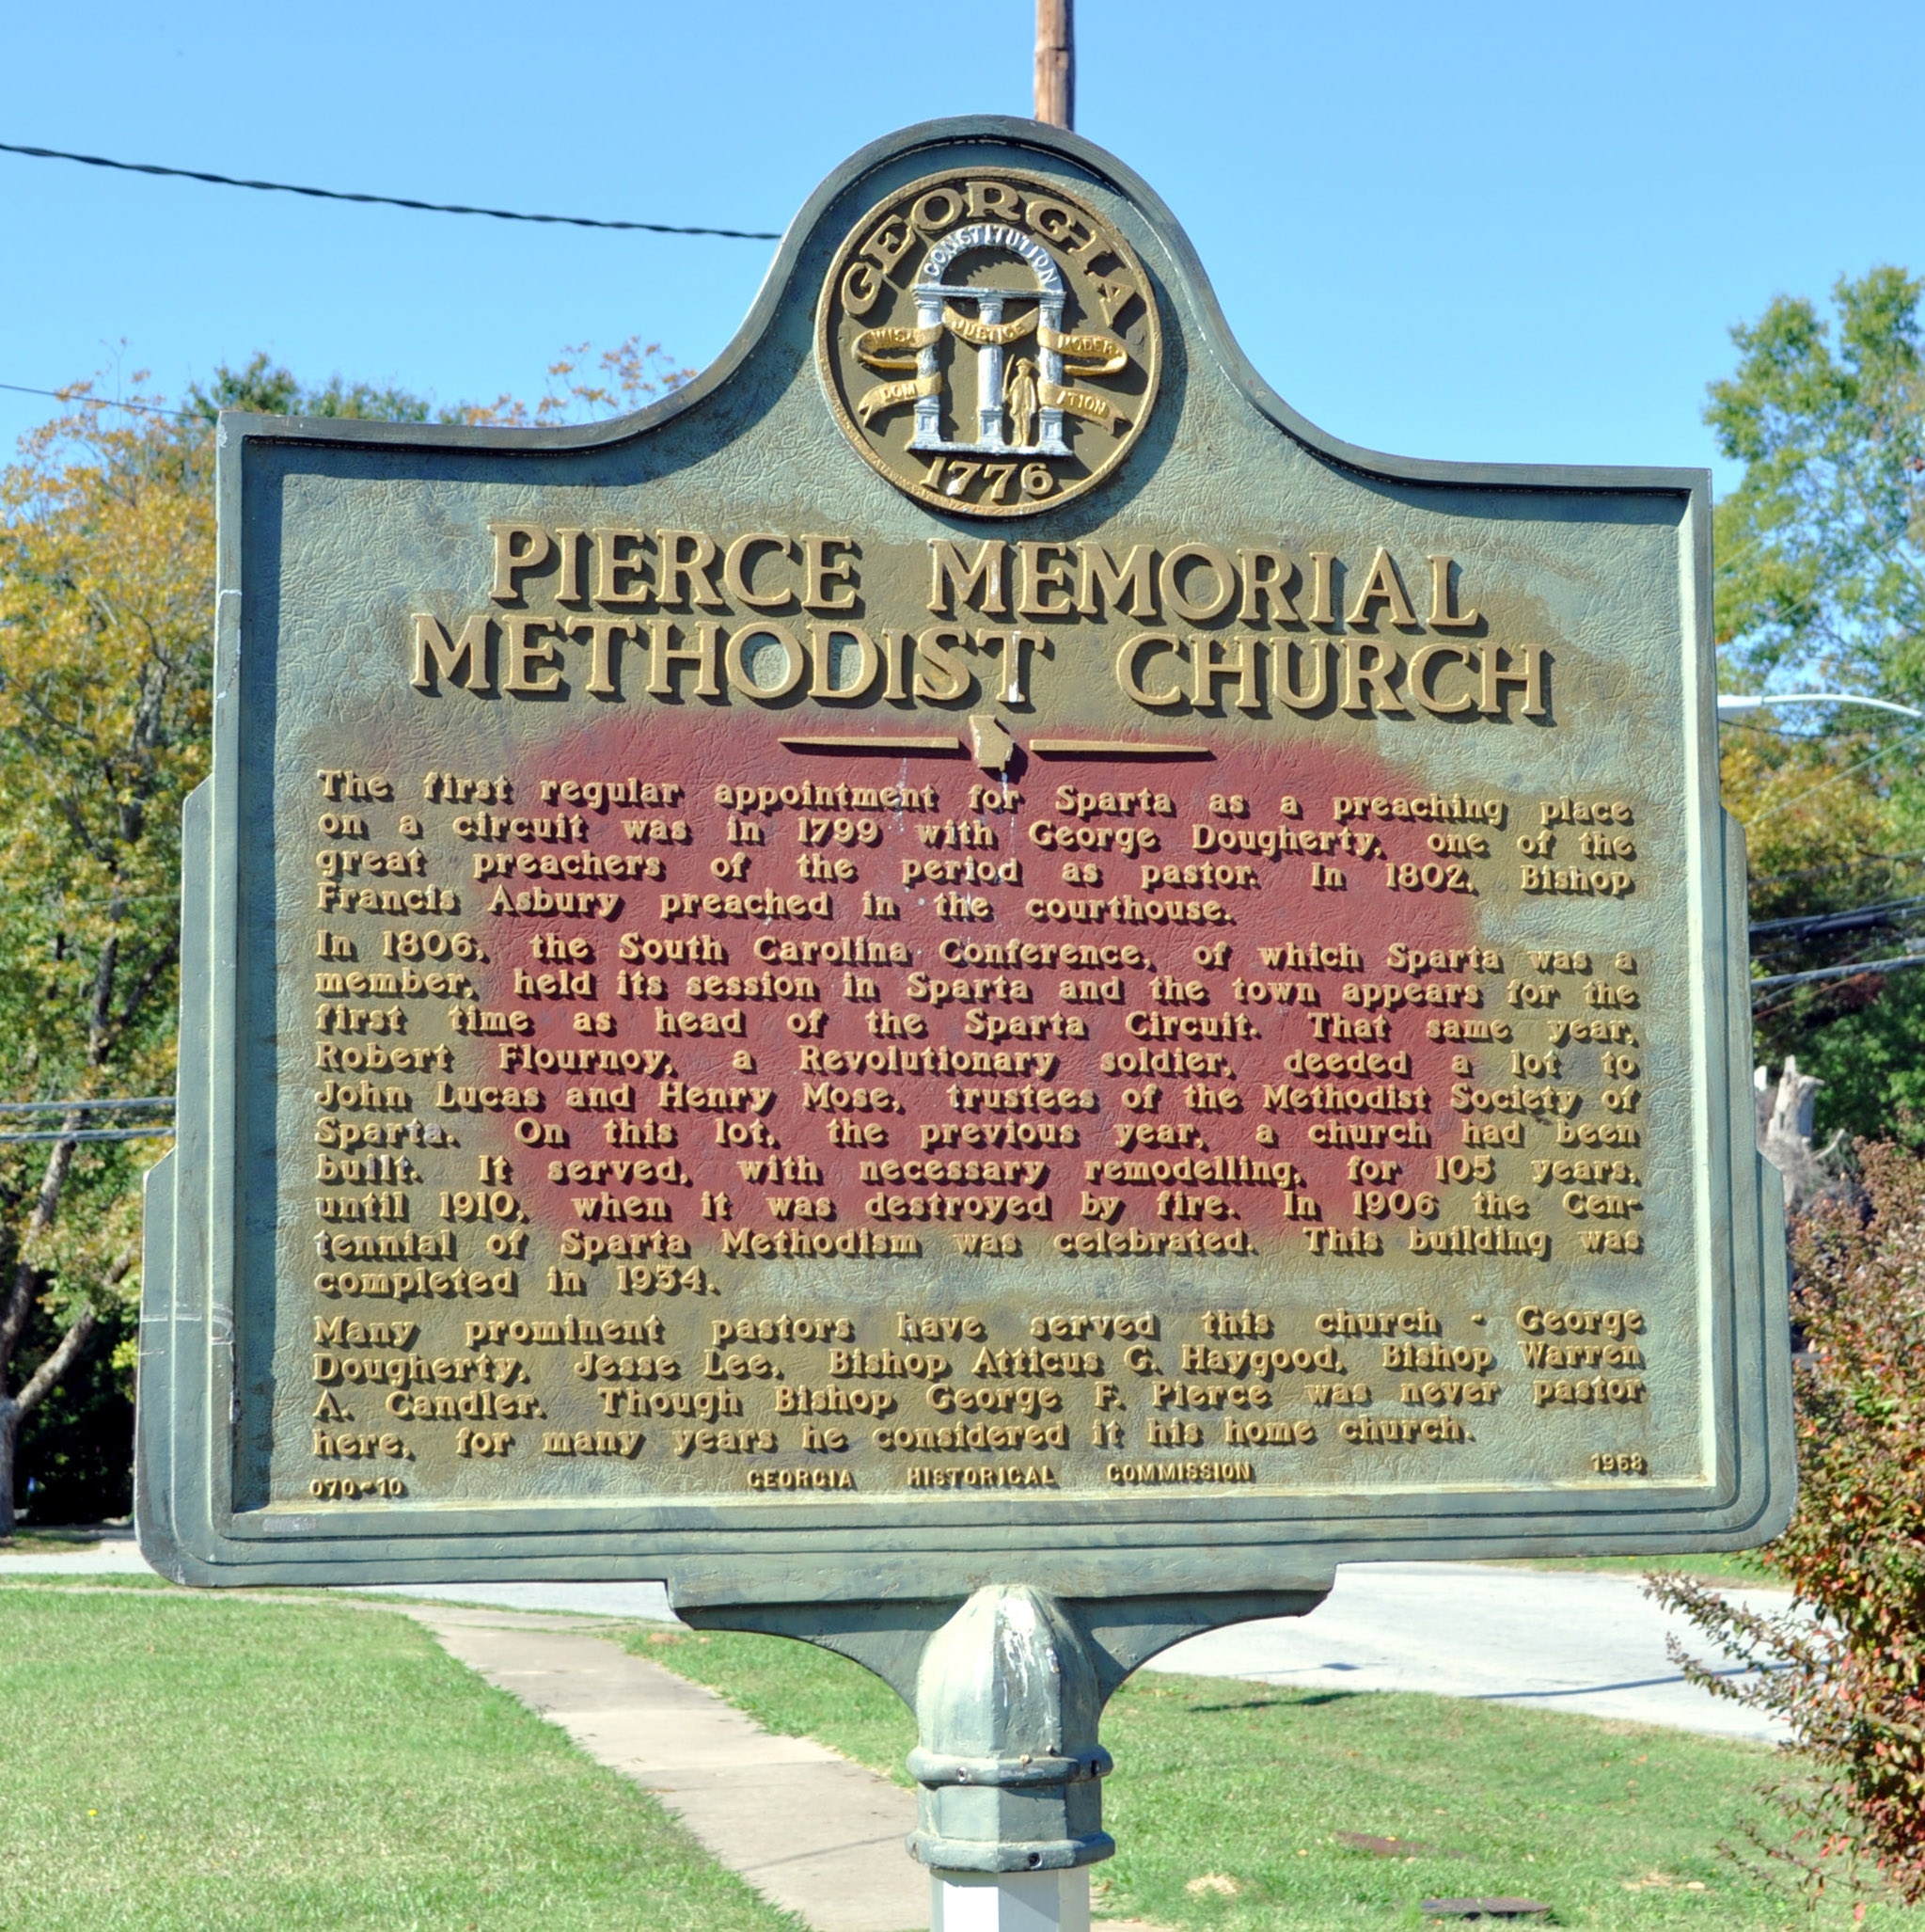 GEORGIA
CONSTITUTION
WISDOM JUSTICE MODERATION
1776
PIERCE MEMORIAL
METHODIST CHURCH
The first regular appointment for Sparta as a preaching place
on a circuit was in 1799 with George Dougherty, one of the
great preachers of the period as pastor. In 1802, Bishop
Francis Asbury preached in the courthouse.
In 1806, the South Carolina Conference, of which Sparta was a
member, held its session in Sparta and the town appears for the
first time as head of the Sparta Circuit. That same year,
Robert Flournoy, a Revolutionary soldier, deeded a lot to
John Lucas and Henry Mose, trustees of the Methodist Society of
Sparta. On this lot, the previous year, a church had been
built. It served, with necessary remodelling, for 105 years,
until 1910, when it was destroyed by fire. In 1906 the Cen-
tennial of Sparta Methodism was celebrated. This building was
completed in 1934.
Many prominent pastors have served this church - George
Dougherty, Jesse Lee, Bishop Atticus G. Haygood, Bishop Warren
A. Candler. Though Bishop George F. Pierce was never pastor
here, for many years he considered it his home church.
070-10 GEORGIA HISTORICAL COMMISSION 1958